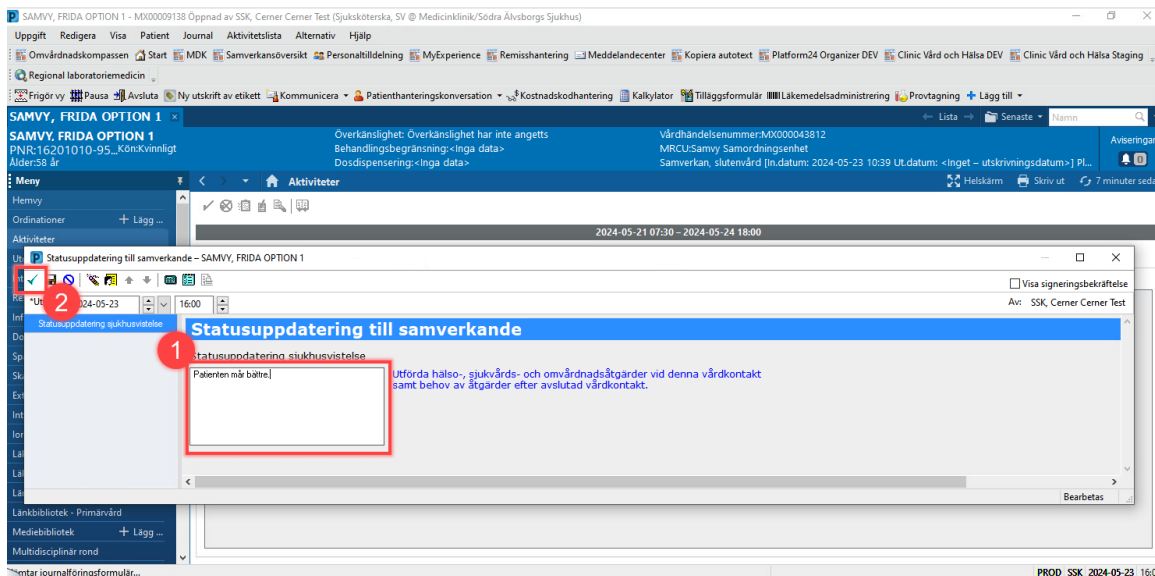 SAMVY, FRIDA OPTION 1 - MX00009138 Öppnad av SSK, Cerner Cerner Test (Sjuksköterska, SV @ Medicinklinik/Södra Älvsborgs Sjukhus)
Uppgift Redigera Visa Patient Journal Aktivitetslista Alternativ Hjälp
Omvårdnadskompassen Start MDK Samverkansöversikt Personaltilldelning MyExperience Remisshantering Meddelandecenter Kopiera autotext Platform24 Organizer DEV Clinic Vård och Hälsa DEV Clinic Vård och Hälsa Staging
Regional laboratoriemedicin
Frigör vy Pausa Avsluta Ny utskrift av etikett Kommunicera Patienthanteringskonversation Kostnadskodhantering Kalkylator Tilläggsformulär Läkemedelsadministrering Provtagning Lägg till
SAMVY, FRIDA OPTION 1 × Lista Senaste Namn
SAMVY, FRIDA OPTION 1 Överkänslighet: Överkänslighet har inte angetts Vårdhändelsenummer:MX000043812
PNR:16201010-95...Kön:Kvinnligt Behandlingsbegränsning:<Inga data> MRCU:Samvy Samordningsenhet Aviseringar
Ålder:58 år Dosdispensering:<Inga data> Samverkan, slutenvård [In.datum: 2024-05-23 10:39 Ut.datum: <Inget – utskrivningsdatum>] Pl... 0
Meny Aktiviteter Helskärm Skriv ut 7 minuter seda
Hemvy
Ordinationer + Lägg ...
Aktiviteter 2024-05-21 07:30 – 2024-05-24 18:00
Statusuppdatering till samverkande – SAMVY, FRIDA OPTION 1
Visa signeringsbekräftelse
2
*Ut 024-05-23 16:00 Av: SSK, Cerner Cerner Test
Statusuppdatering sjukhusvistelse
Statusuppdatering till samverkande
1
Statusuppdatering sjukhusvistelse
Patienten mår bättre.
Utförda hälso-, sjukvårds- och omvårdnadsåtgärder vid denna vårdkontakt
samt behov av åtgärder efter avslutad vårdkontakt.
Bearbetas
Länkbibliotek - Primärvård
Mediebibliotek + Lägg ...
Multidisciplinär rond
Hämtar journalföringsformulär... PROD SSK 2024-05-23 16:0